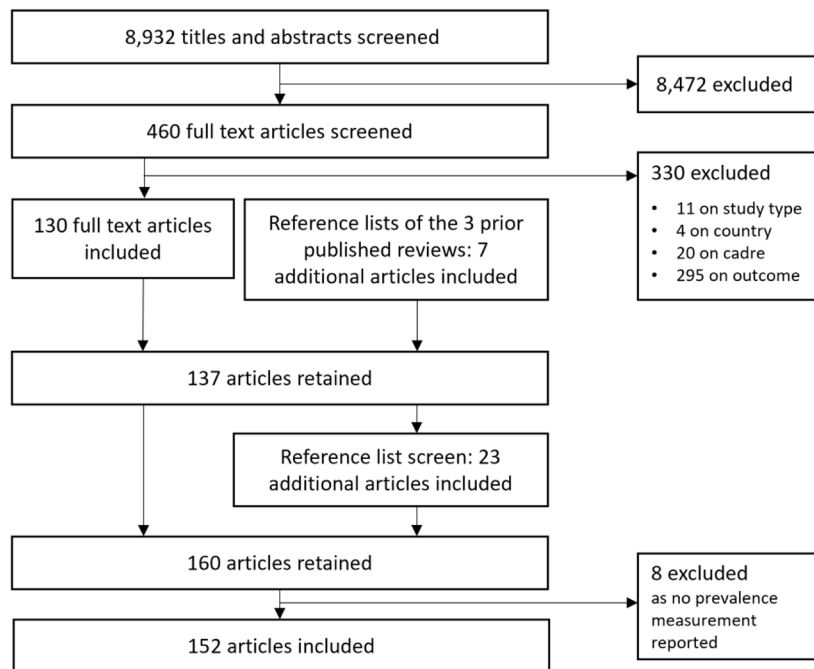 8,932 titles and abstracts screened
8,472 excluded
460 full text articles screened
330 excluded
• 11 on study type
• 4 on country
• 20 on cadre
• 295 on outcome
130 full text articles
included
Reference lists of the 3 prior
published reviews: 7
additional articles included
137 articles retained
Reference list screen: 23
additional articles included
160 articles retained
8 excluded
as no prevalence
measurement
reported
152 articles included